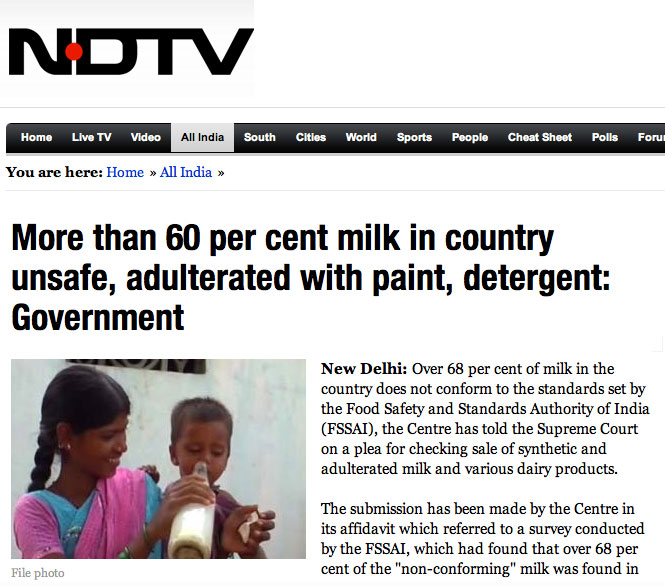 NDTV
Home Live TV Video All India South Cities World Sports People Cheat Sheet Polls
You are here: Home » All India »
More than 60 per cent milk in country
unsafe, adulterated with paint, detergent:
Government
New Delhi: Over 68 per cent of milk in the
country does not conform to the standards set by
the Food Safety and Standards Authority of India
(FSSAI), the Centre has told the Supreme Court
on a plea for checking sale of synthetic and
adulterated milk and various dairy products.
The submission has been made by the Centre in
its affidavit which referred to a survey conducted
by the FSSAI, which had found that over 68 per
cent of the "non-conforming" milk was found in
File photo